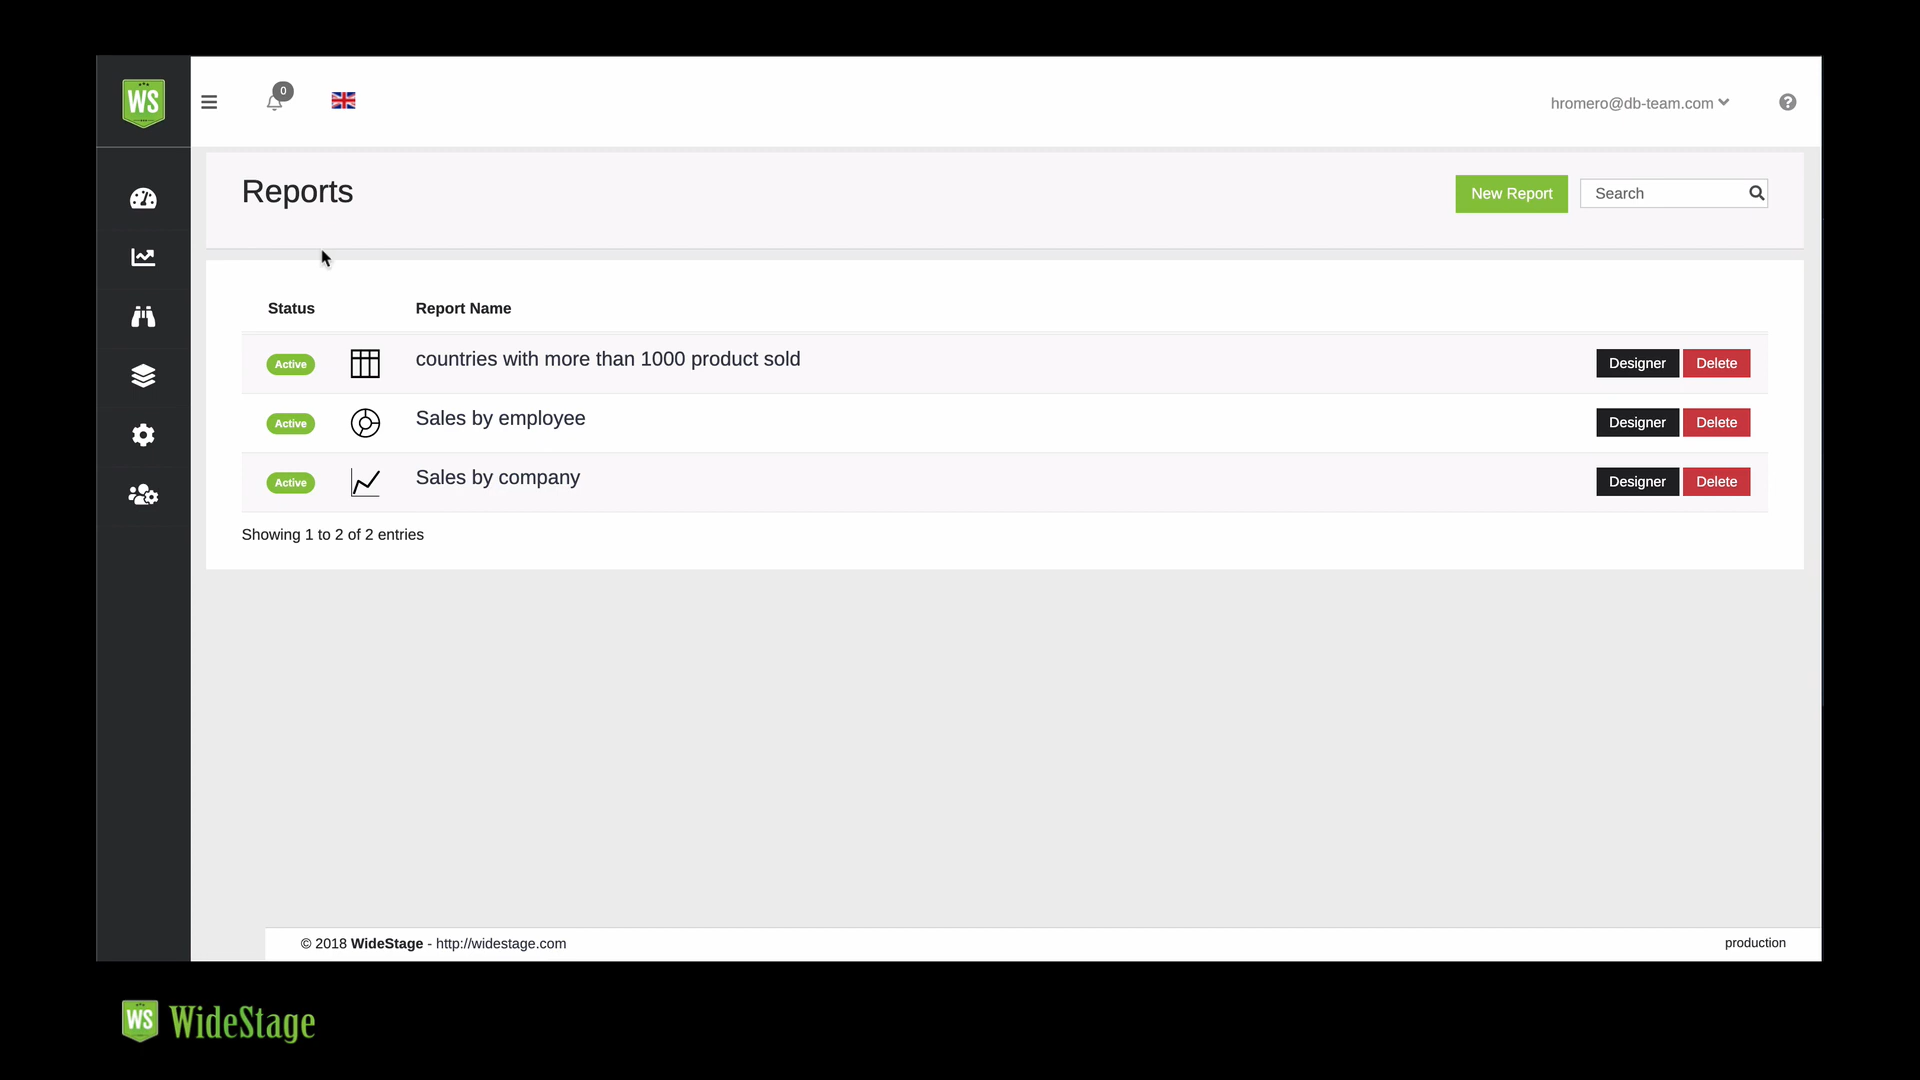 WS
0
hromero@db-team.com
Reports
New Report
Search
Status Report Name
Active countries with more than 1000 product sold Designer Delete
Active Sales by employee Designer Delete
Active Sales by company Designer Delete
Showing 1 to 2 of 2 entries
© 2018 WideStage - http://widestage.com
production
WS WideStage